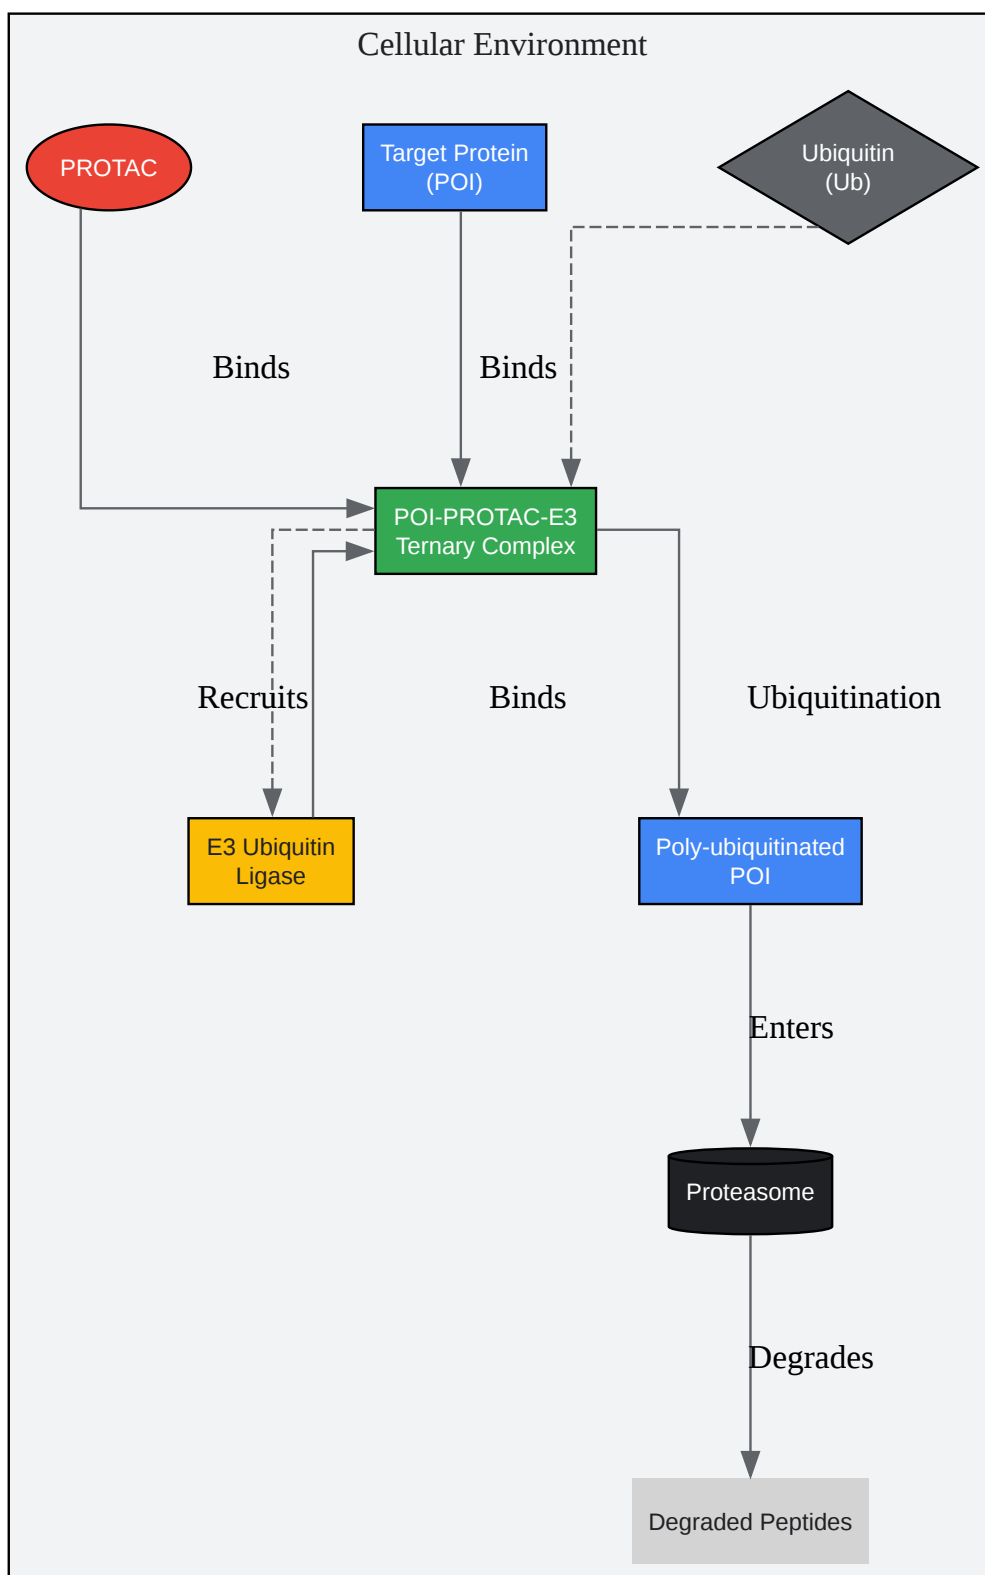 Cellular Environment
PROTAC
Target Protein
(POI)
Ubiquitin
(Ub)
Binds
Binds
POI-PROTAC-E3
Ternary Complex
Recruits
Binds
Ubiquitination
E3 Ubiquitin
Ligase
Poly-ubiquitinated
POI
Enters
Proteasome
Degrades
Degraded Peptides